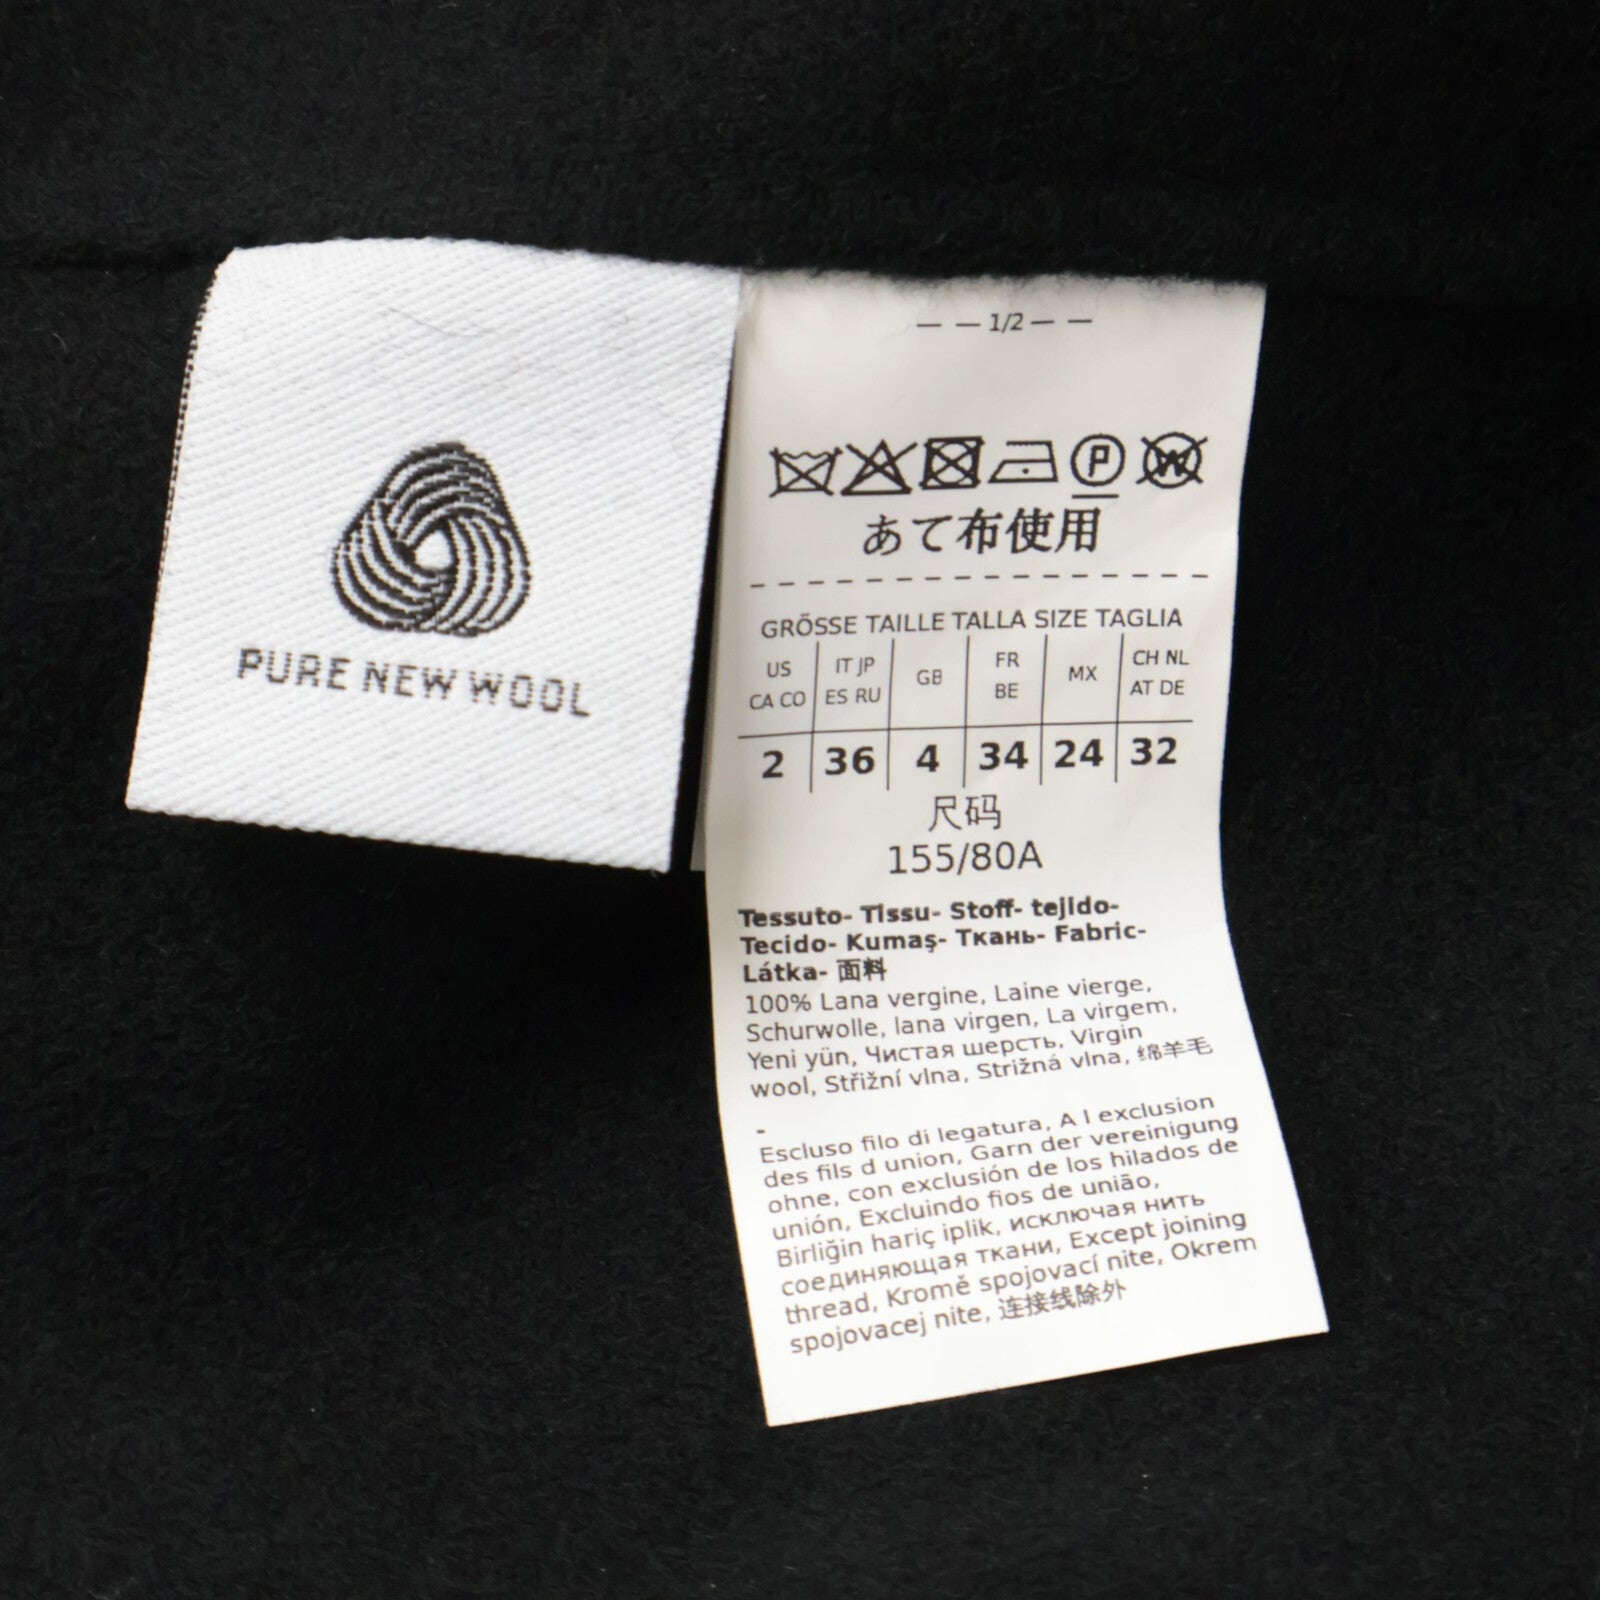 PURE NEW WOOL
1/2
P W
あて布使用
GRÖSSE TAILLE TALLA SIZE TAGLIA
US IT JP GB FR MX CH NL
CA CO ES RU BE AT DE
2 36 4 34 24 32
尺码
155/80A
Tessuto- Tissu- Stoff- tejido-
Tecido- Kumaş- Ткань- Fabric-
Látka- 面料
100% Lana vergine, Laine vierge,
Schurwolle, lana virgen, La virgem,
Yeni yün, Чистая шерсть, Virgin
wool, Střižní vlna, Strižná vlna, 绵羊毛
-
Escluso filo di legatura, A l exclusion
des fils d union, Garn der vereinigung
ohne, con exclusión de los hilados de
unión, Excluindo fios de união,
Birliğin hariç iplik, исключая нить
соединяющая ткани, Except joining
thread, Kromě spojovací nite, Okrem
spojovacej nite, 连接线除外